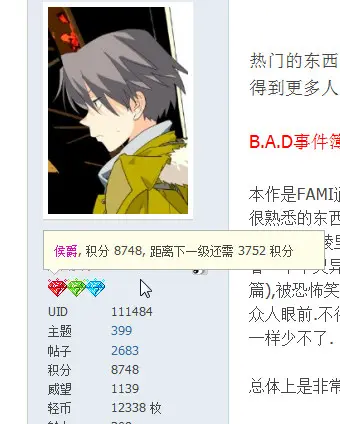 侯爵, 积分 8748, 距离下一级还需 3752 积分
UID 111484
主题 399
帖子 2683
积分 8748
威望 1139
轻币 12338 枚
热门的东西
得到更多人
B.A.D事件簿
本作是FAMI通
很熟悉的东西
篇),被恐怖笑
众人眼前.不得
一样少不了.
总体上是非常